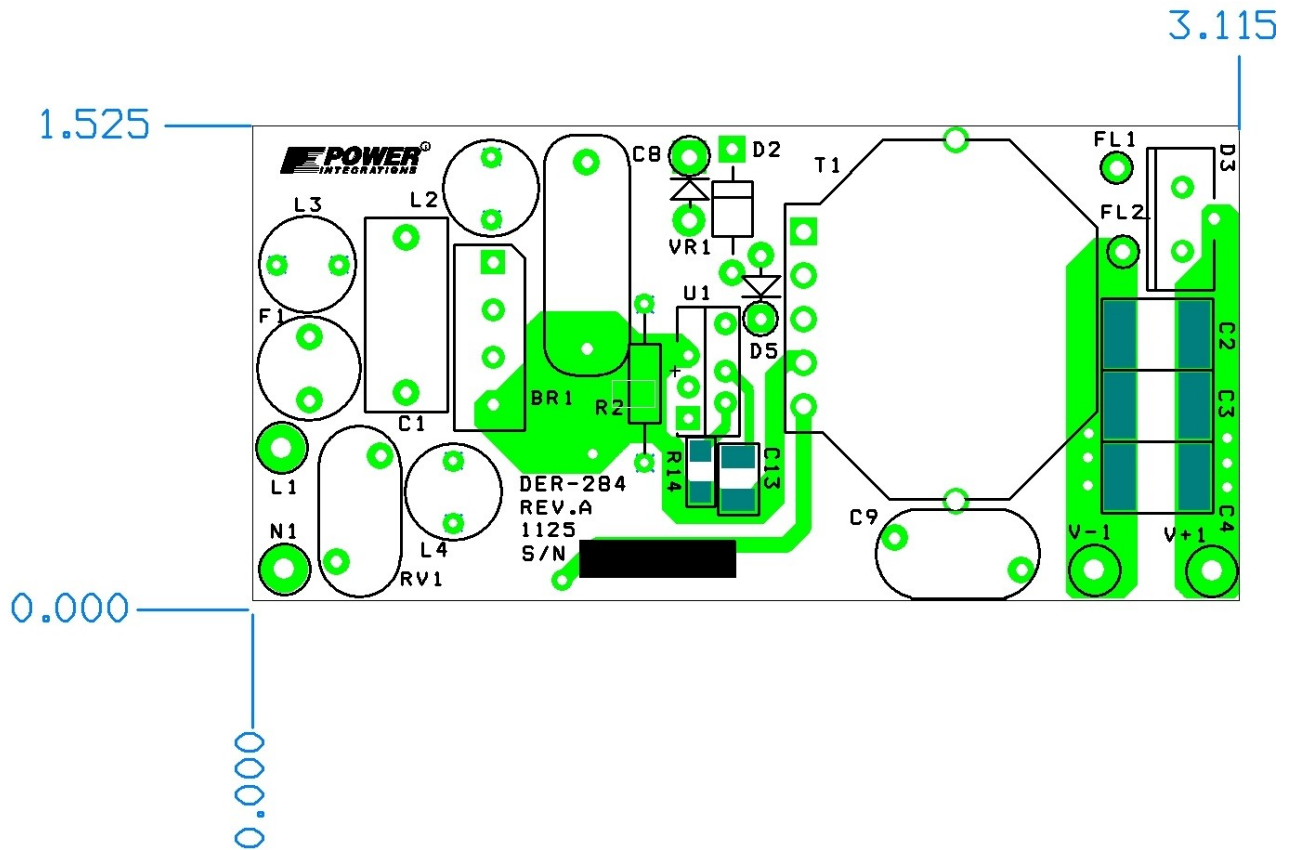 3.115
1.525
POWER
INTEGRATIONS
R
C8
D2
T1
FL1
D3
L2
L3
FL2
VR1
F1
U1
D5
C2
+
BR1
R2
C3
C1
R14
C13
L1
DER-284
REV.A
1125
S/N
C9
C4
N1
L4
V-1
V+1
RV1
0.000
0.000